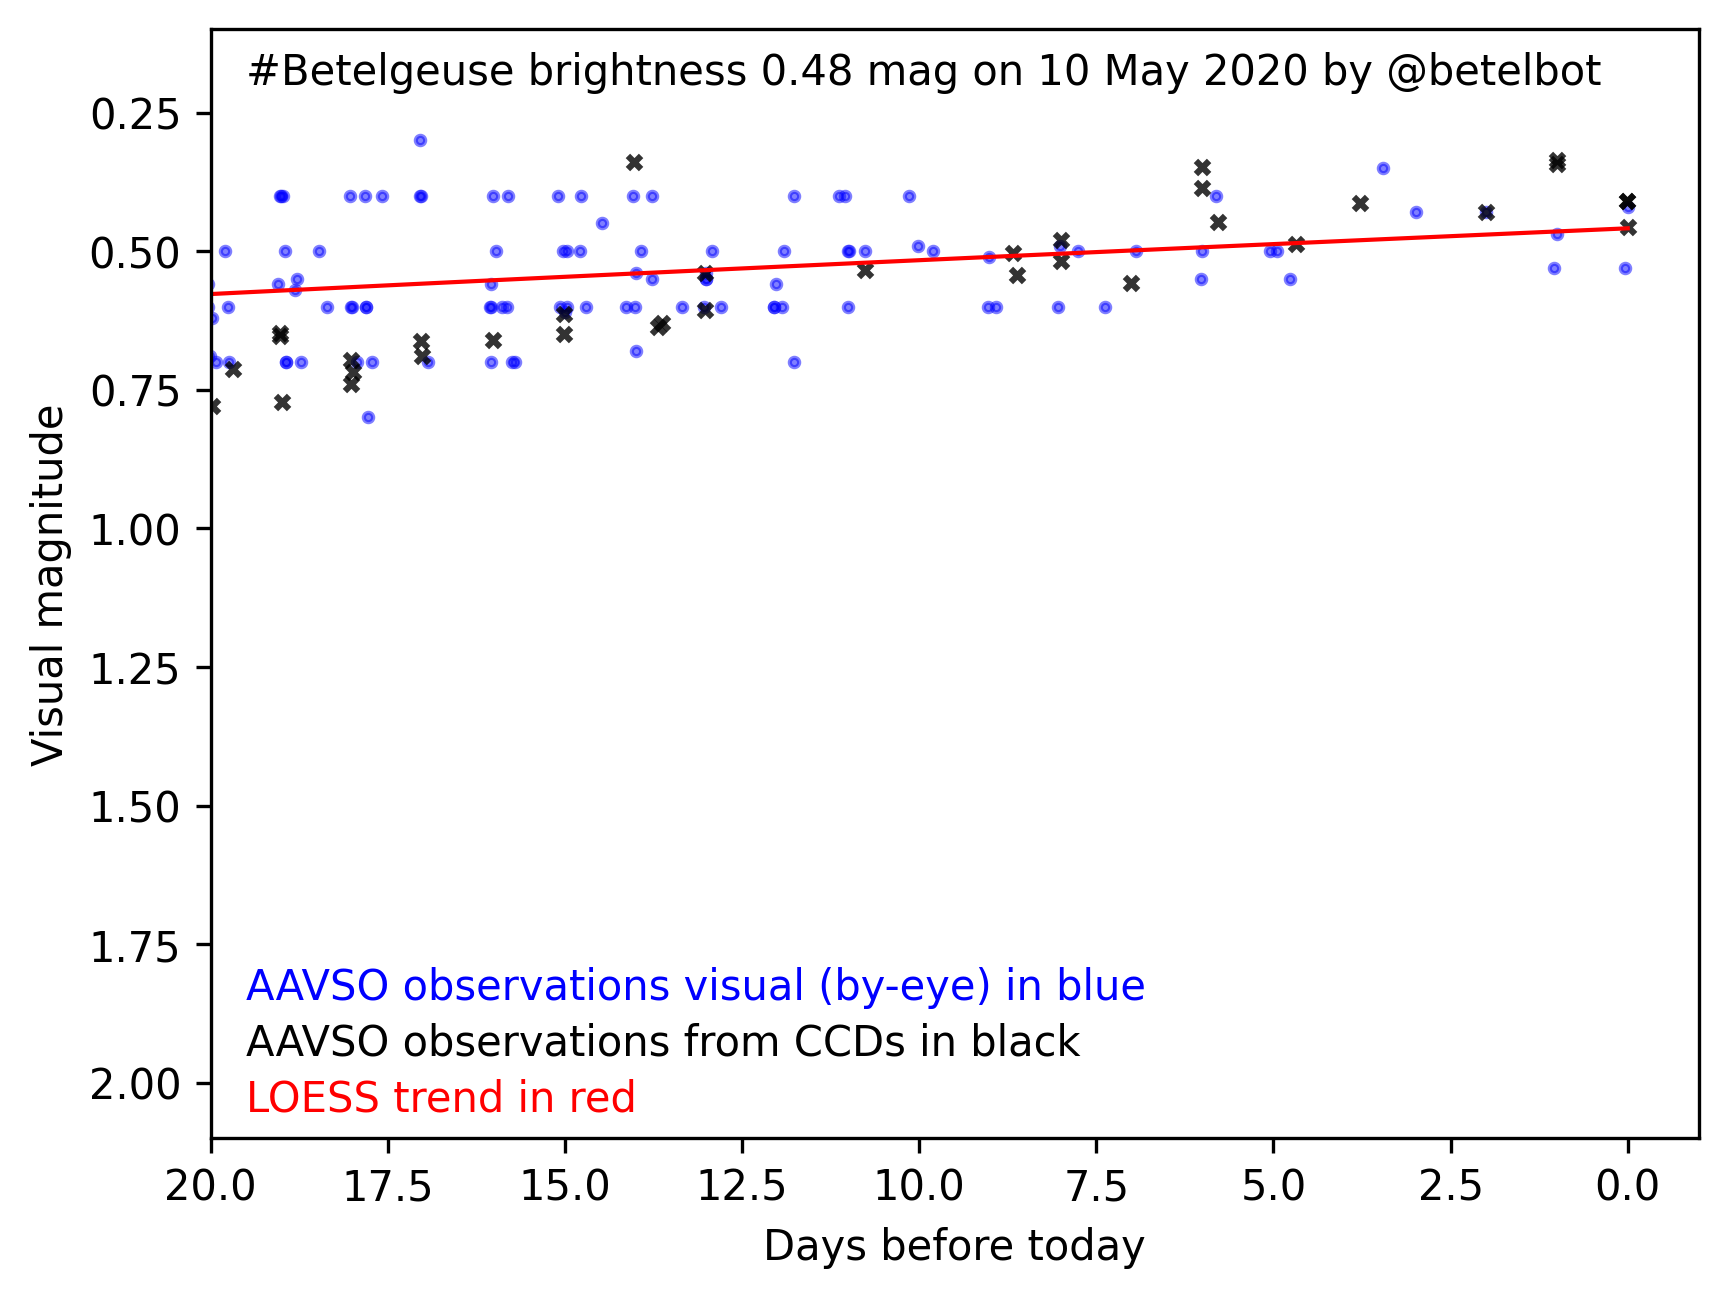 #Betelgeuse brightness 0.48 mag on 10 May 2020 by @betelbot
0.25
0.50
0.75
1.00
1.25
1.50
1.75
2.00
Visual magnitude
AAVSO observations visual (by-eye) in blue
AAVSO observations from CCDs in black
LOESS trend in red
20.0 17.5 15.0 12.5 10.0 7.5 5.0 2.5 0.0
Days before today